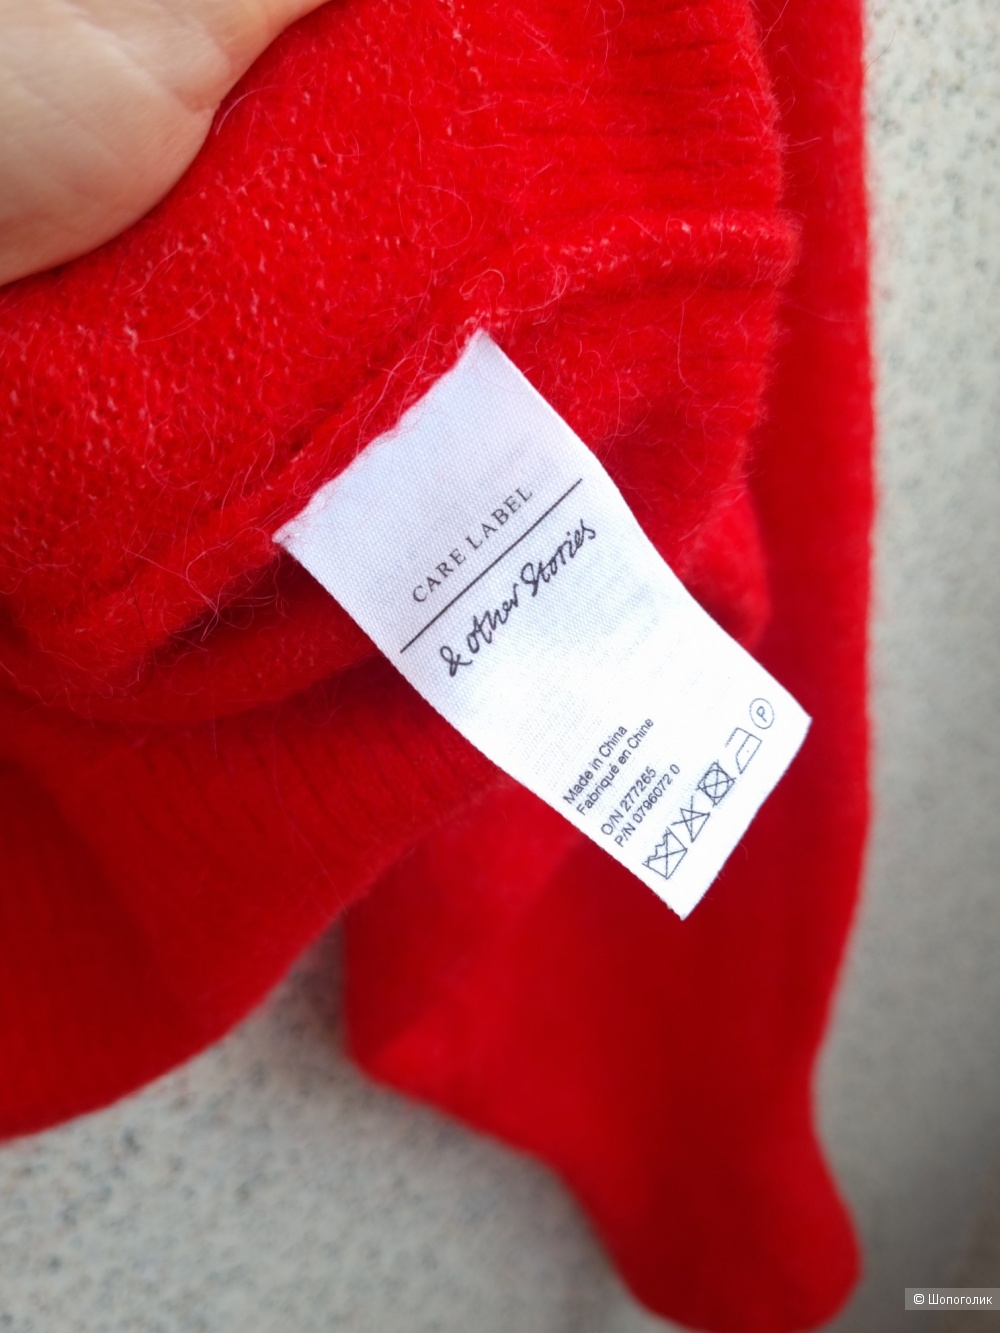 CARE LABEL
& other Stories
Made in China
Fabriqué en Chine
O/N 277265
P/N 0796072 0
P
© Шопоголик